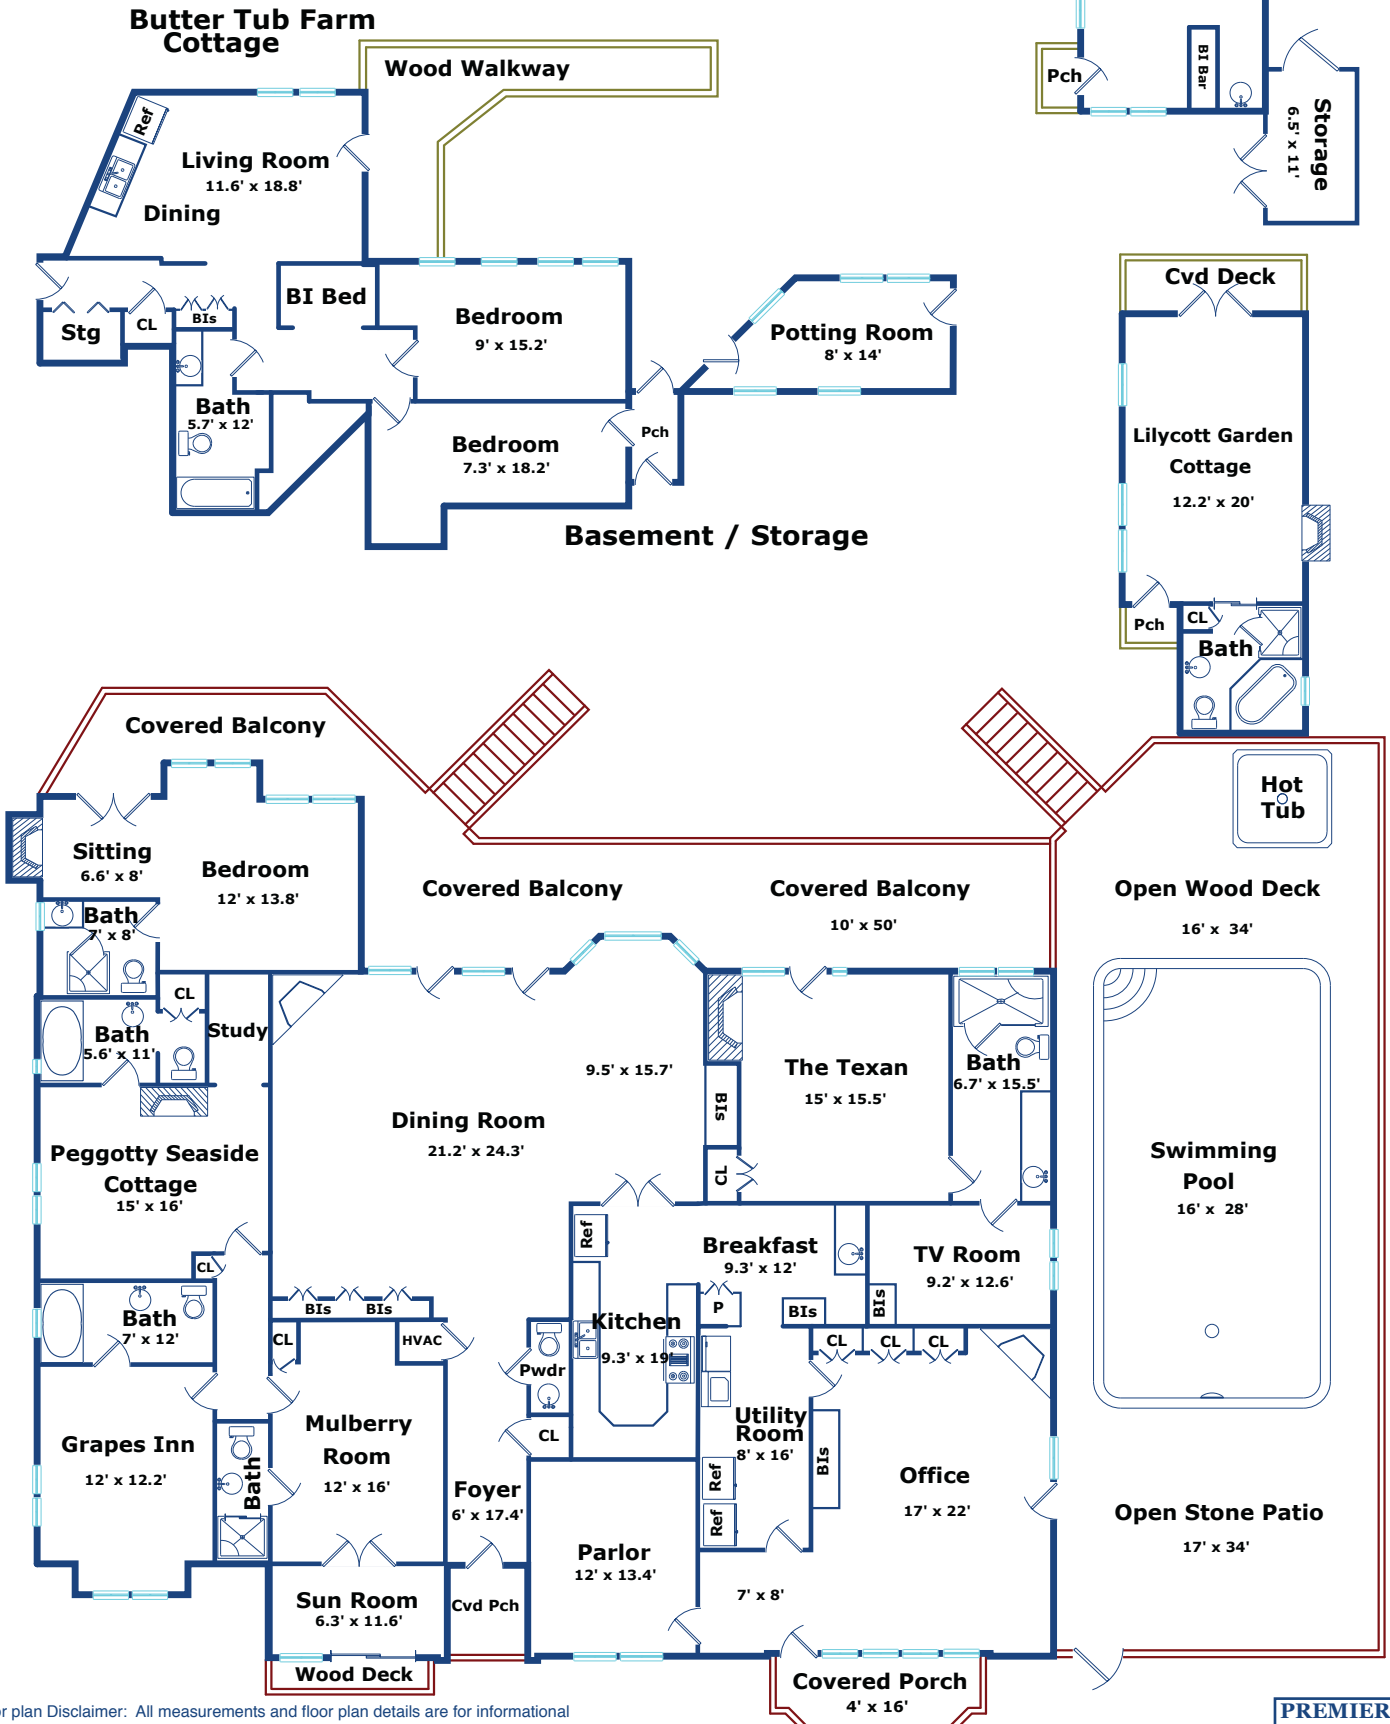 Butter Tub Farm
Cottage
Wood Walkway
Ref
Living Room
11.6' x 18.8'
Dining
BI Bed
Stg
CL
BIs
Bedroom
9' x 15.2'
Bath
5.7' x 12'
Bedroom
7.3' x 18.2'
Pch
Potting Room
8' x 14'
Basement / Storage
Pch
BI Bar
Storage
6.5' x 11'
Cvd Deck
Lilycott Garden
Cottage
12.2' x 20'
Pch
CL
Bath
Covered Balcony
Sitting
6.6' x 8'
Bedroom
12' x 13.8'
Bath
7' x 8'
Covered Balcony
Covered Balcony
10' x 50'
Hot
Tub
Open Wood Deck
16' x 34'
CL
Study
Bath
5.6' x 11'
Peggotty Seaside
Cottage
15' x 16'
CL
9.5' x 15.7'
Dining Room
21.2' x 24.3'
BIs
CL
The Texan
15' x 15.5'
Bath
6.7' x 15.5'
Swimming
Pool
16' x 28'
Ref
Breakfast
9.3' x 12'
TV Room
9.2' x 12.6'
BIs
BIs
P
BIs
BIs
Bath
7' x 12'
CL
HVAC
Kitchen
9.3' x 19'
Pwdr
CL
CL
CL
CL
Grapes Inn
12' x 12.2'
Bath
Mulberry
Room
12' x 16'
Foyer
6' x 17.4'
Utility
Room
8' x 16'
Ref
Ref
BIs
Office
17' x 22'
Open Stone Patio
17' x 34'
Parlor
12' x 13.4'
7' x 8'
Sun Room
6.3' x 11.6'
Cvd Pch
Wood Deck
Covered Porch
4' x 16'
or plan Disclaimer: All measurements and floor plan details are for informational
PREMIER